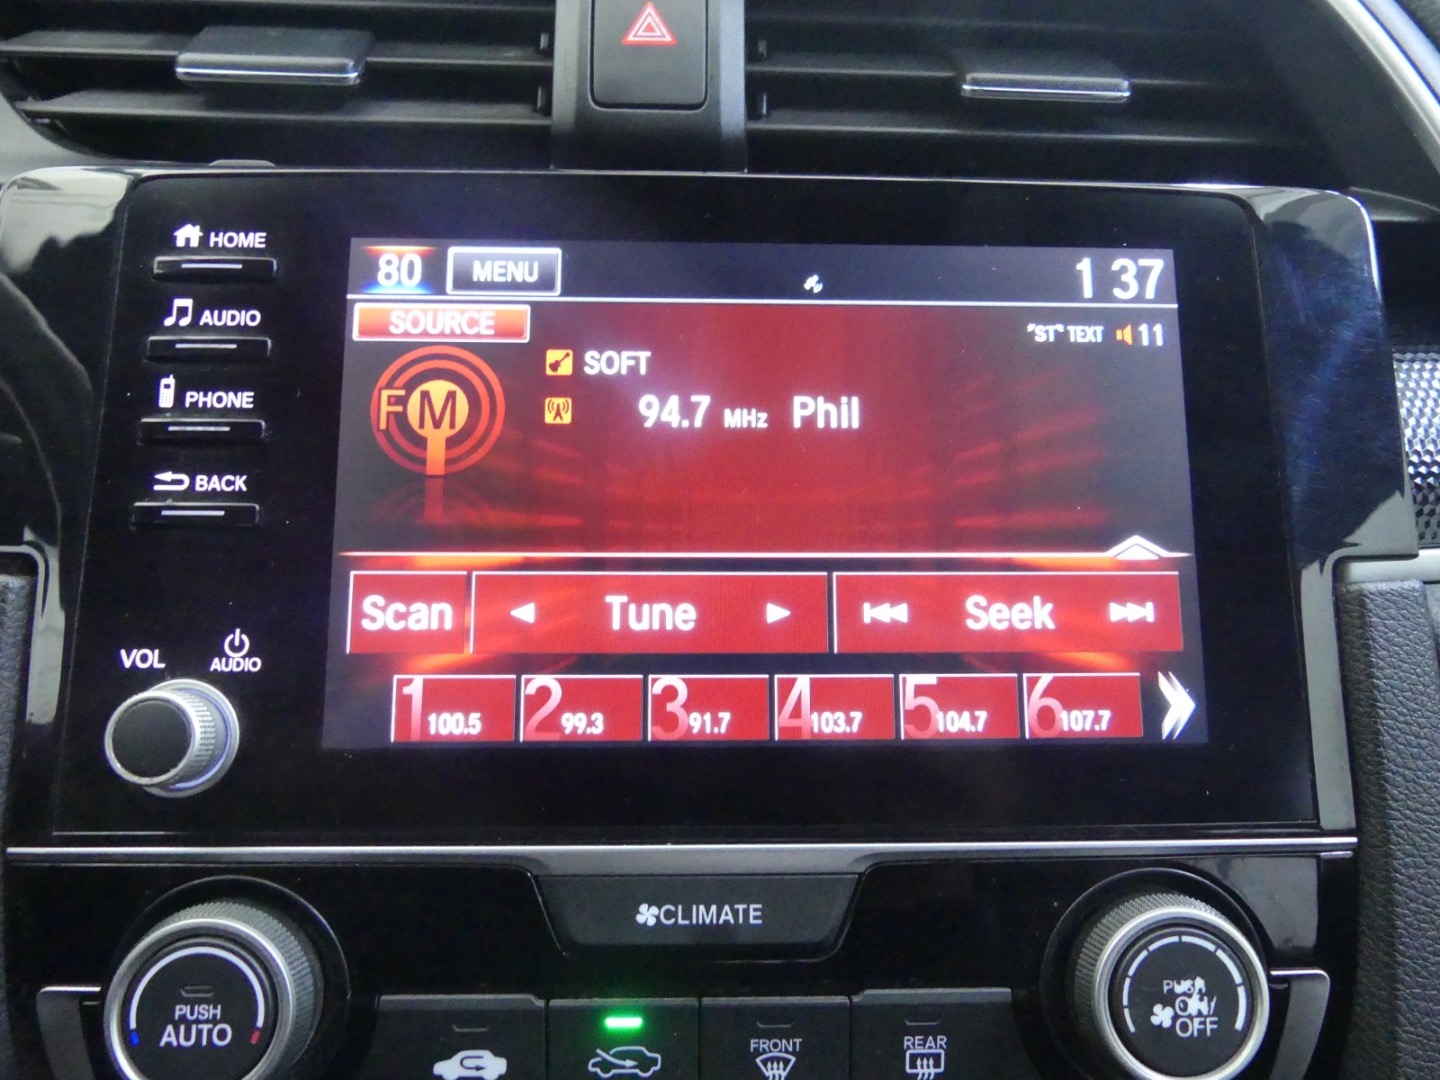 HOME
80 MENU 1 37
AUDIO
SOURCE "ST" TEXT 11
SOFT
PHONE
FM 94.7 MHz Phil
BACK
Scan Tune Seek
VOL AUDIO
1 100.5 2 99.3 3 91.7 4 103.7 5 104.7 6 107.7
CLIMATE
PUSH
AUTO
PUSH
ON/
OFF
FRONT REAR